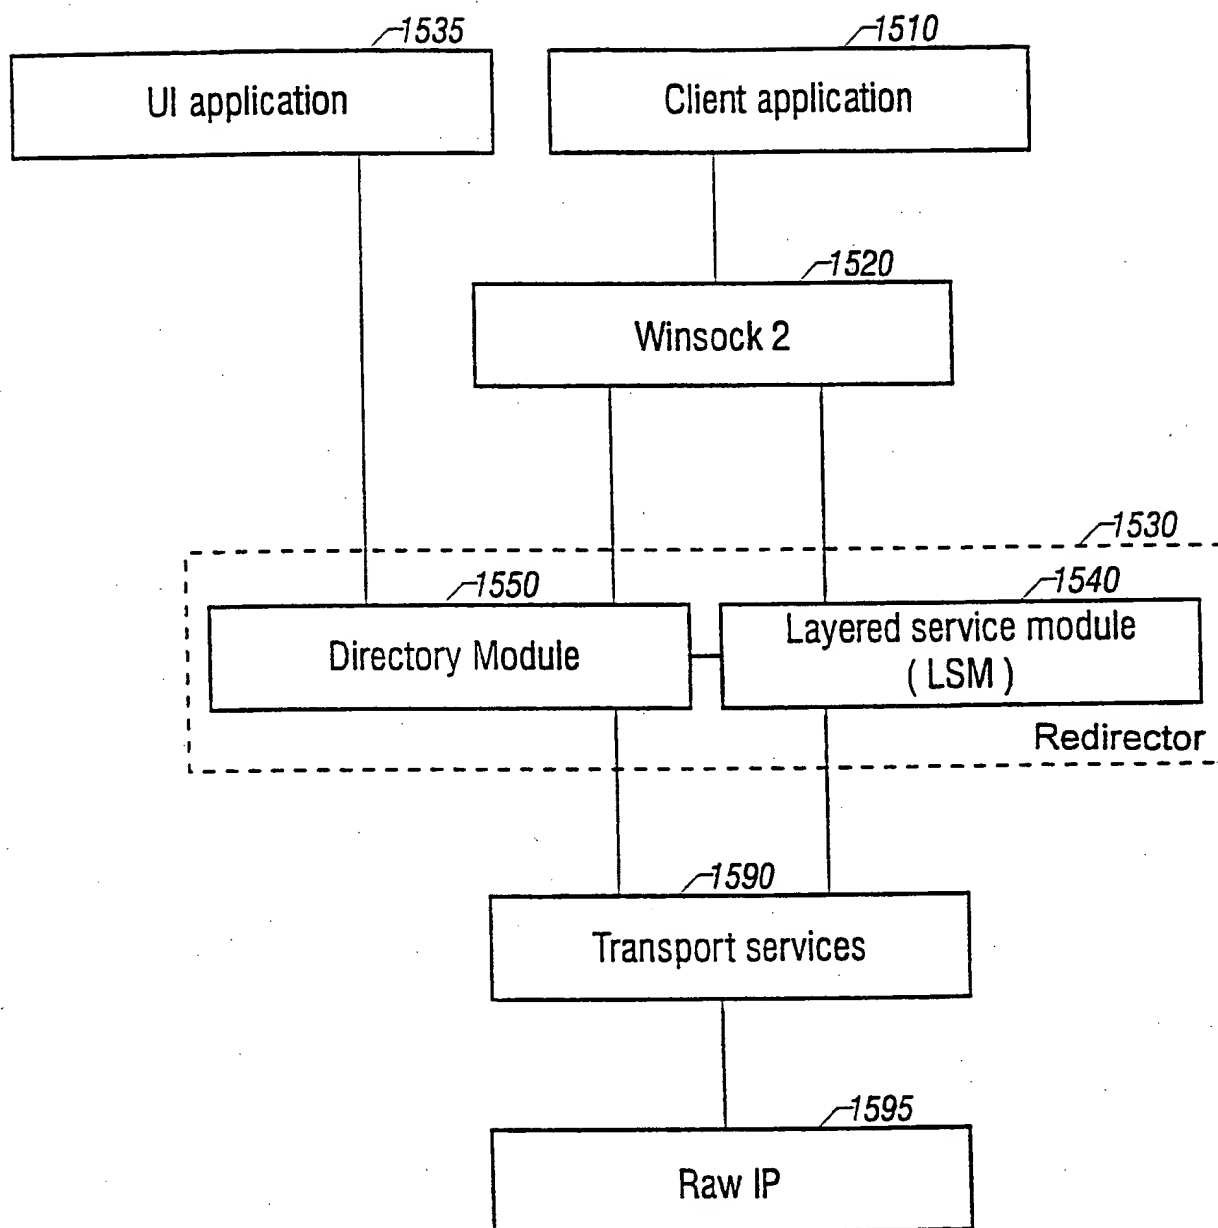 1535
1510
UI application
Client application
1520
Winsock 2
1530
1550
1540
Directory Module
Layered service module
( LSM )
Redirector
1590
Transport services
1595
Raw IP